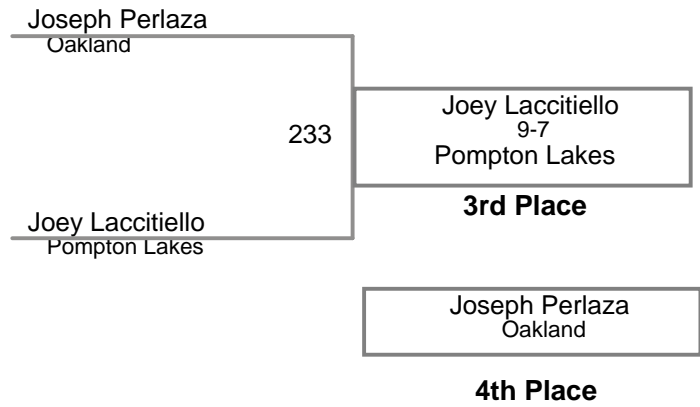 Joseph Perlaza
Oakland
233
Joey Laccitiello
9-7
Pompton Lakes
3rd Place
Joey Laccitiello
Pompton Lakes
Joseph Perlaza
Oakland
4th Place